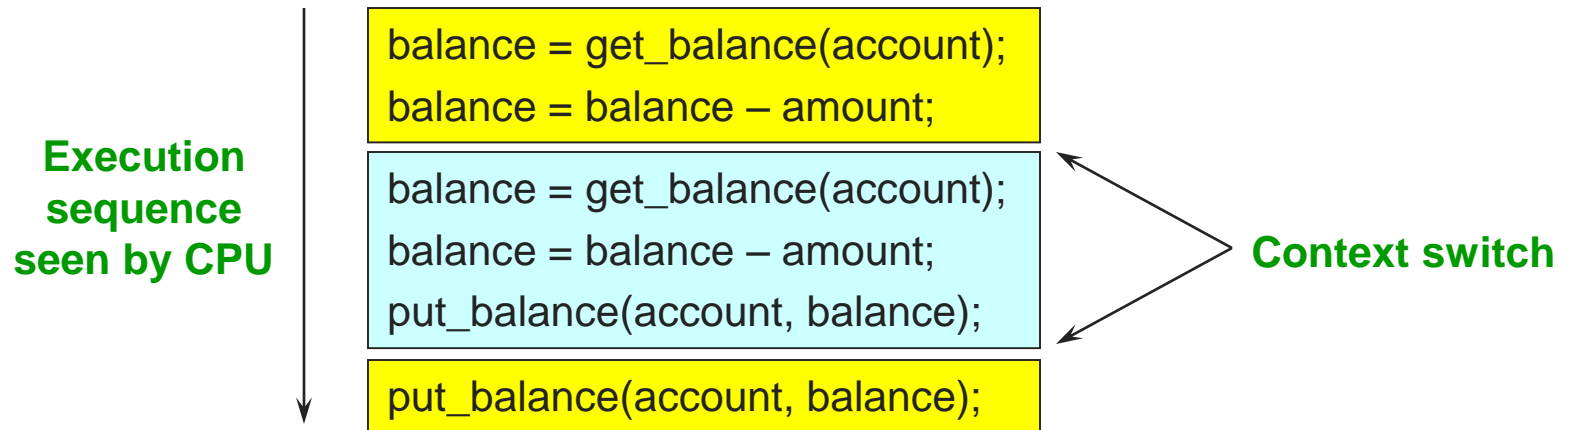 balance = get_balance(account);
balance = balance – amount;
Execution
sequence
seen by CPU
balance = get_balance(account);
balance = balance – amount;
put_balance(account, balance);
Context switch
put_balance(account, balance);